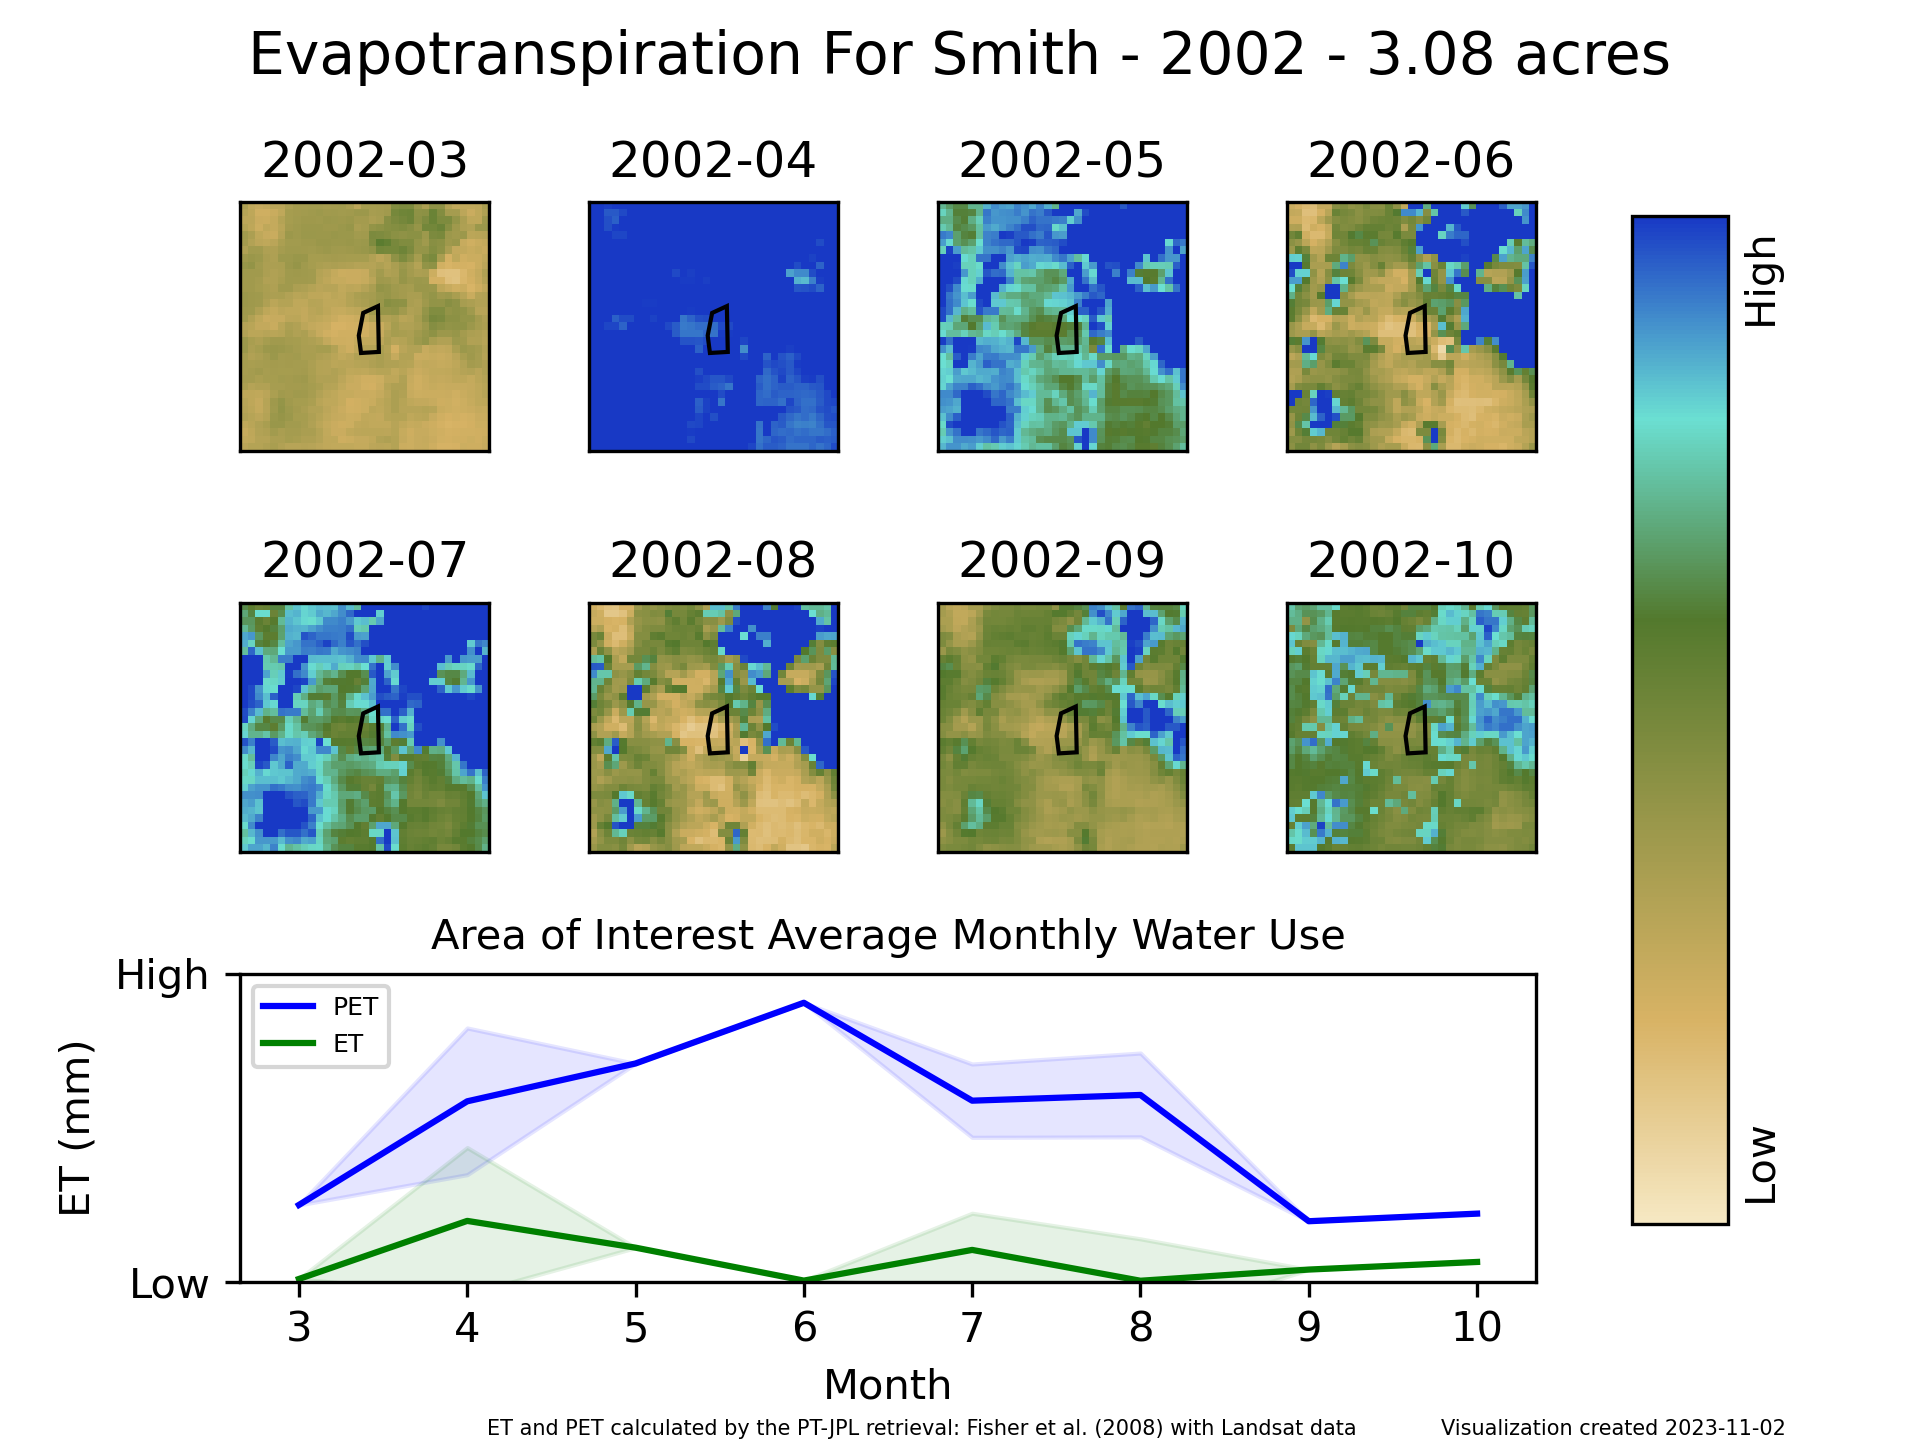 Evapotranspiration For Smith - 2002 - 3.08 acres
2002-03
2002-04
2002-05
2002-06
High
Low
2002-07
2002-08
2002-09
2002-10
Area of Interest Average Monthly Water Use
High
Low
ET (mm)
PET
ET
3
4
5
6
7
8
9
10
Month
ET and PET calculated by the PT-JPL retrieval: Fisher et al. (2008) with Landsat data
Visualization created 2023-11-02